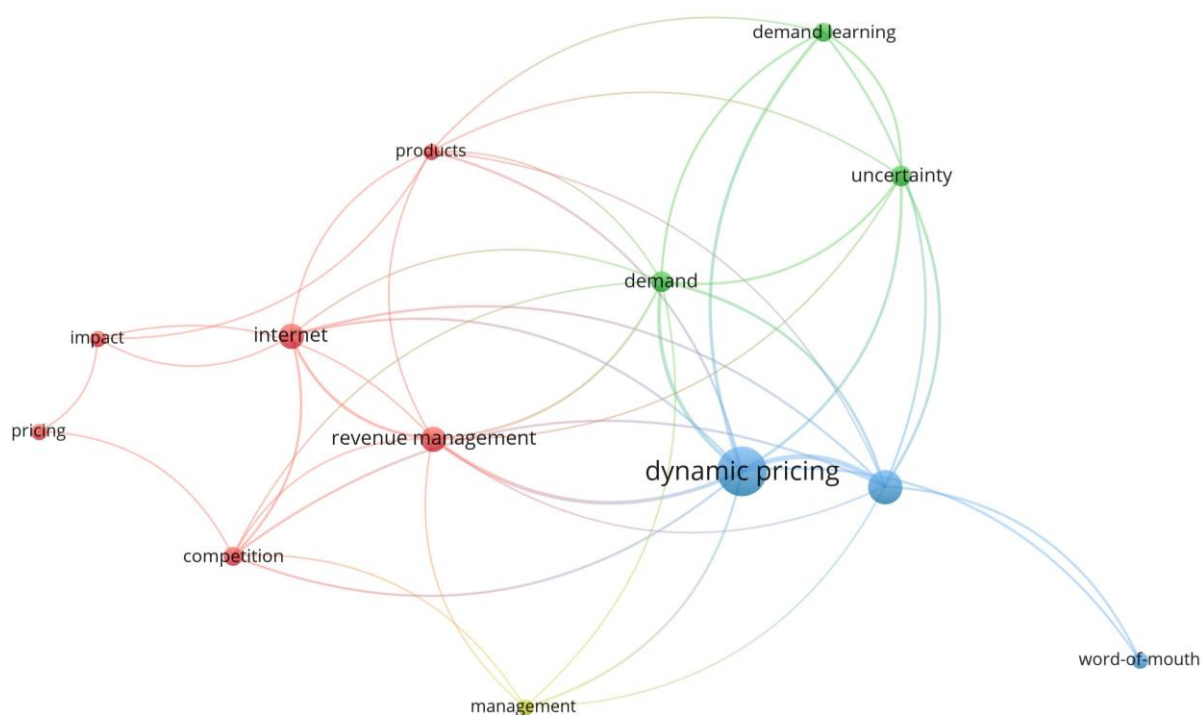 demand learning
products
uncertainty
demand
impact
internet
pricing
revenue management
dynamic pricing
competition
word-of-mouth
management